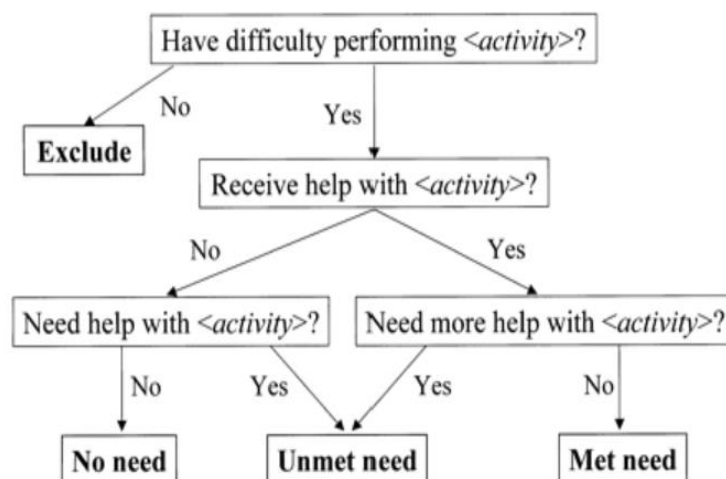 Have difficulty performing <activity>?
No
Yes
Exclude
Receive help with <activity>?
No
Yes
Need help with <activity>?
Need more help with <activity>?
No
Yes
Yes
No
No need
Unmet need
Met need